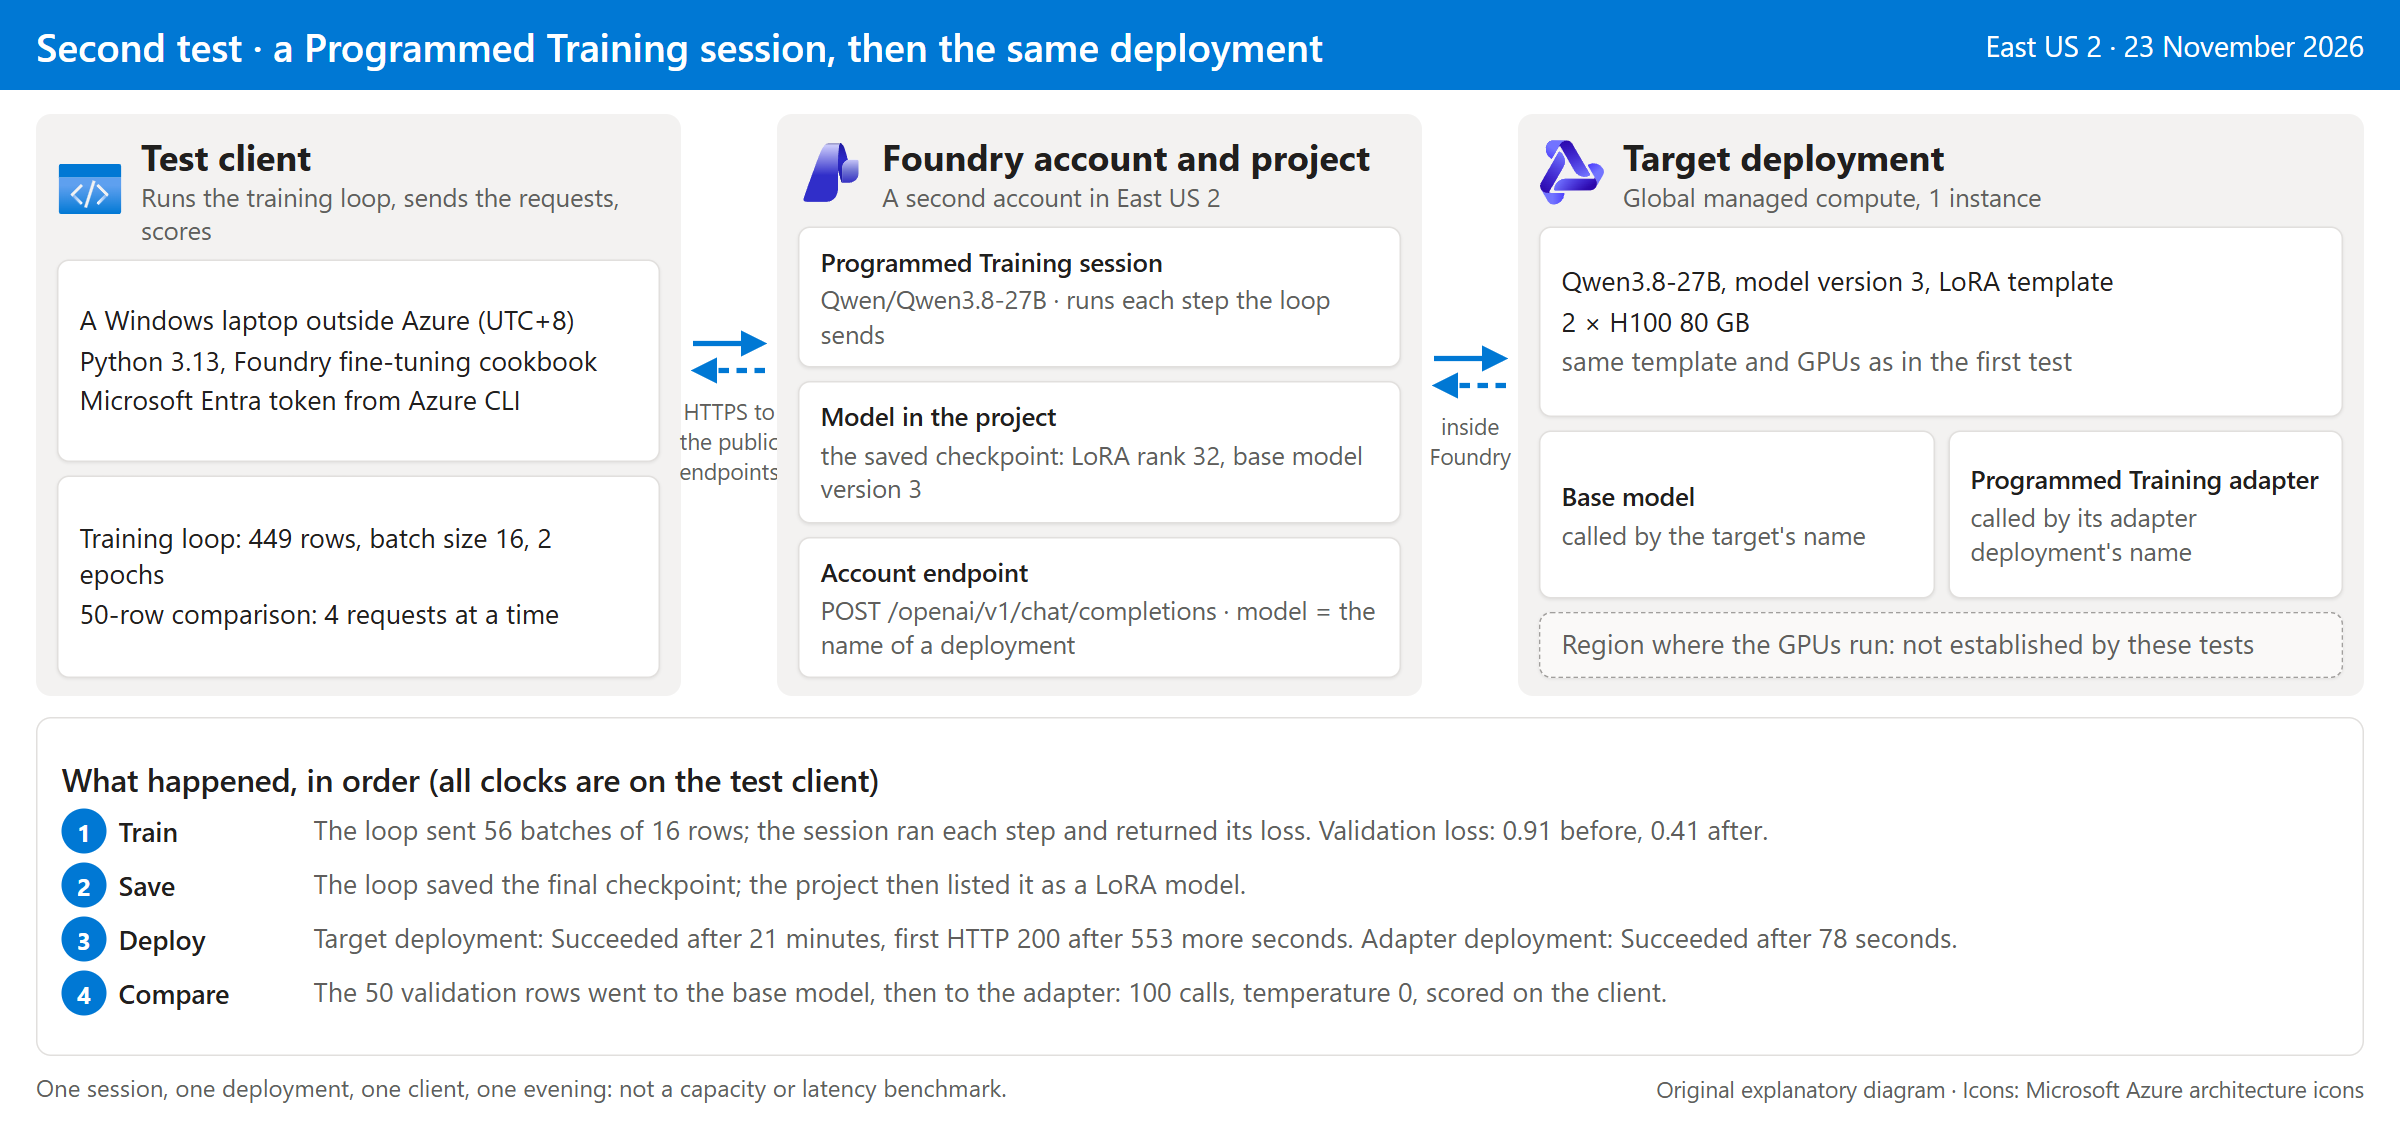 Second test · a Programmed Training session, then the same deployment
East US 2 · 23 November 2026
Test client
Runs the training loop, sends the requests,
scores
A Windows laptop outside Azure (UTC+8)
Python 3.13, Foundry fine-tuning cookbook
Microsoft Entra token from Azure CLI
Training loop: 449 rows, batch size 16, 2
epochs
50-row comparison: 4 requests at a time
HTTPS to
the public
endpoints
Foundry account and project
A second account in East US 2
Programmed Training session
Qwen/Qwen3.8-27B · runs each step the loop
sends
Model in the project
the saved checkpoint: LoRA rank 32, base model
version 3
Account endpoint
POST /openai/v1/chat/completions · model = the
name of a deployment
inside
Foundry
Target deployment
Global managed compute, 1 instance
Qwen3.8-27B, model version 3, LoRA template
2 × H100 80 GB
same template and GPUs as in the first test
Base model
called by the target's name
Programmed Training adapter
called by its adapter
deployment's name
Region where the GPUs run: not established by these tests
What happened, in order (all clocks are on the test client)
1 Train The loop sent 56 batches of 16 rows; the session ran each step and returned its loss. Validation loss: 0.91 before, 0.41 after.
2 Save The loop saved the final checkpoint; the project then listed it as a LoRA model.
3 Deploy Target deployment: Succeeded after 21 minutes, first HTTP 200 after 553 more seconds. Adapter deployment: Succeeded after 78 seconds.
4 Compare The 50 validation rows went to the base model, then to the adapter: 100 calls, temperature 0, scored on the client.
One session, one deployment, one client, one evening: not a capacity or latency benchmark.
Original explanatory diagram · Icons: Microsoft Azure architecture icons